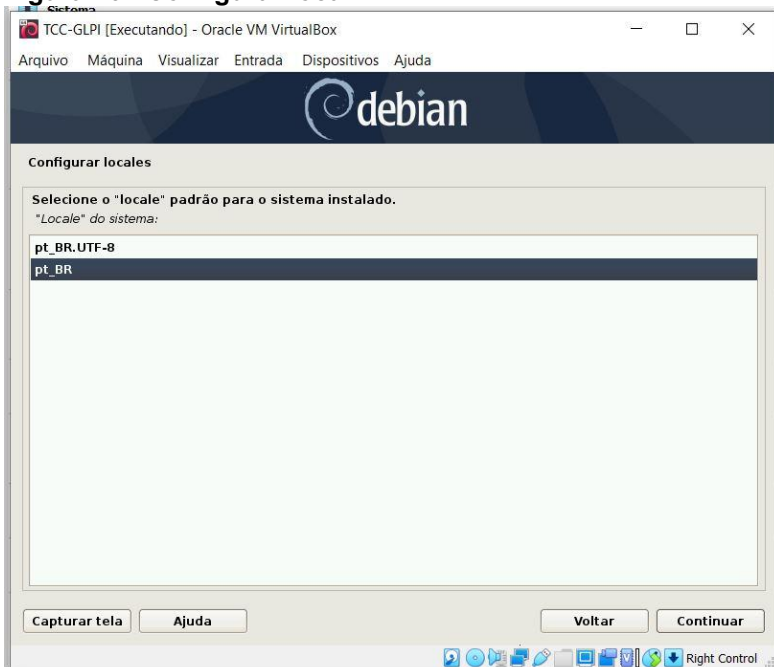 Sistema
TCC-GLPI [Executando] - Oracle VM VirtualBox
Arquivo Máquina Visualizar Entrada Dispositivos Ajuda
debian
Configurar locales
Selecione o "locale" padrão para o sistema instalado.
"Locale" do sistema:
pt_BR.UTF-8
pt_BR
Capturar tela Ajuda Voltar Continuar
Right Control